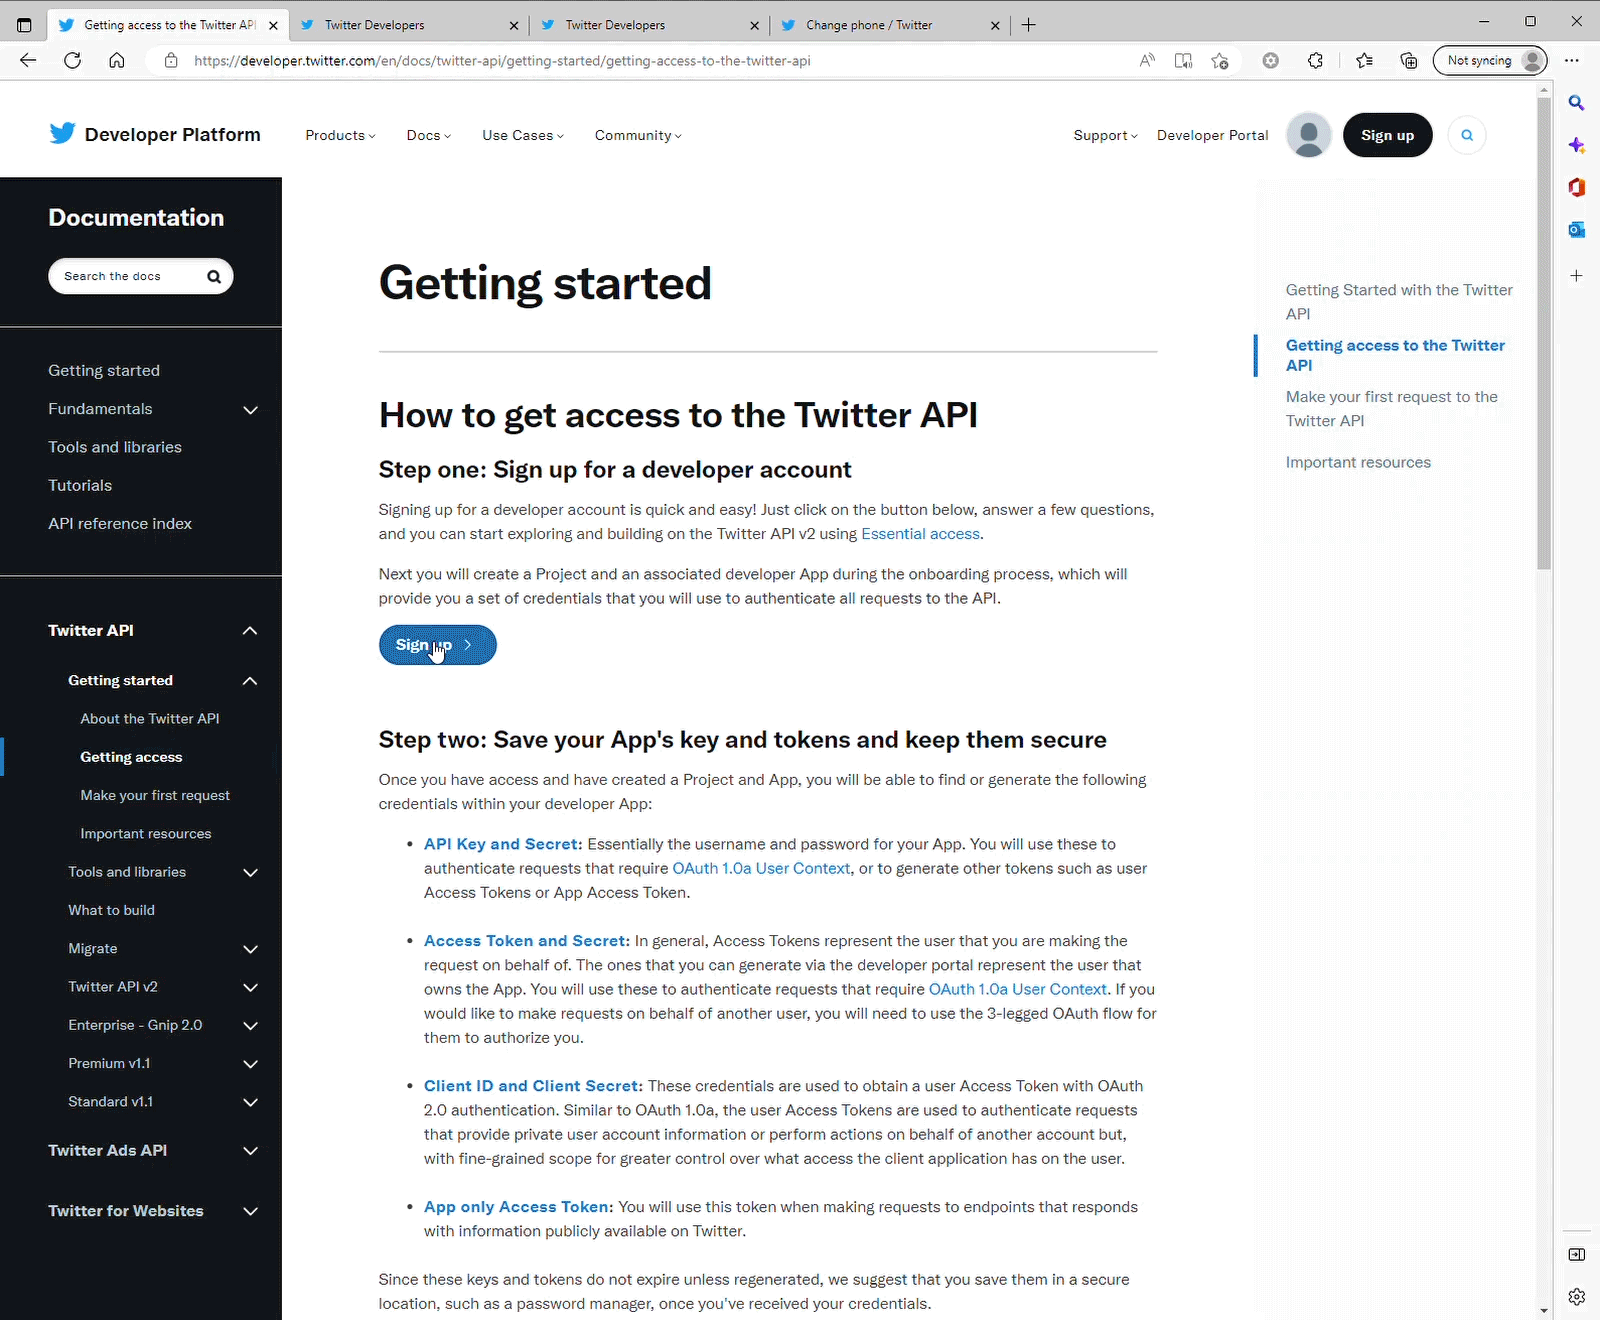 Getting access to the Twitter API
Twitter Developers
Twitter Developers
Change phone / Twitter
https://developer.twitter.com/en/docs/twitter-api/getting-started/getting-access-to-the-twitter-api
Not syncing
Developer Platform
Products
Docs
Use Cases
Community
Support
Developer Portal
Sign up
Documentation
Search the docs
Getting started
Fundamentals
Tools and libraries
Tutorials
API reference index
Twitter API
Getting started
About the Twitter API
Getting access
Make your first request
Important resources
Tools and libraries
What to build
Migrate
Twitter API v2
Enterprise - Gnip 2.0
Premium v1.1
Standard v1.1
Twitter Ads API
Twitter for Websites
Getting started
How to get access to the Twitter API
Step one: Sign up for a developer account
Signing up for a developer account is quick and easy! Just click on the button below, answer a few questions,
and you can start exploring and building on the Twitter API v2 using Essential access.
Next you will create a Project and an associated developer App during the onboarding process, which will
provide you a set of credentials that you will use to authenticate all requests to the API.
Sign up
Step two: Save your App's key and tokens and keep them secure
Once you have access and have created a Project and App, you will be able to find or generate the following
credentials within your developer App:
• API Key and Secret: Essentially the username and password for your App. You will use these to
authenticate requests that require OAuth 1.0a User Context, or to generate other tokens such as user
Access Tokens or App Access Token.
• Access Token and Secret: In general, Access Tokens represent the user that you are making the
request on behalf of. The ones that you can generate via the developer portal represent the user that
owns the App. You will use these to authenticate requests that require OAuth 1.0a User Context. If you
would like to make requests on behalf of another user, you will need to use the 3-legged OAuth flow for
them to authorize you.
• Client ID and Client Secret: These credentials are used to obtain a user Access Token with OAuth
2.0 authentication. Similar to OAuth 1.0a, the user Access Tokens are used to authenticate requests
that provide private user account information or perform actions on behalf of another account but,
with fine-grained scope for greater control over what access the client application has on the user.
• App only Access Token: You will use this token when making requests to endpoints that responds
with information publicly available on Twitter.
Since these keys and tokens do not expire unless regenerated, we suggest that you save them in a secure
location, such as a password manager, once you've received your credentials.
Getting Started with the Twitter
API
Getting access to the Twitter
API
Make your first request to the
Twitter API
Important resources